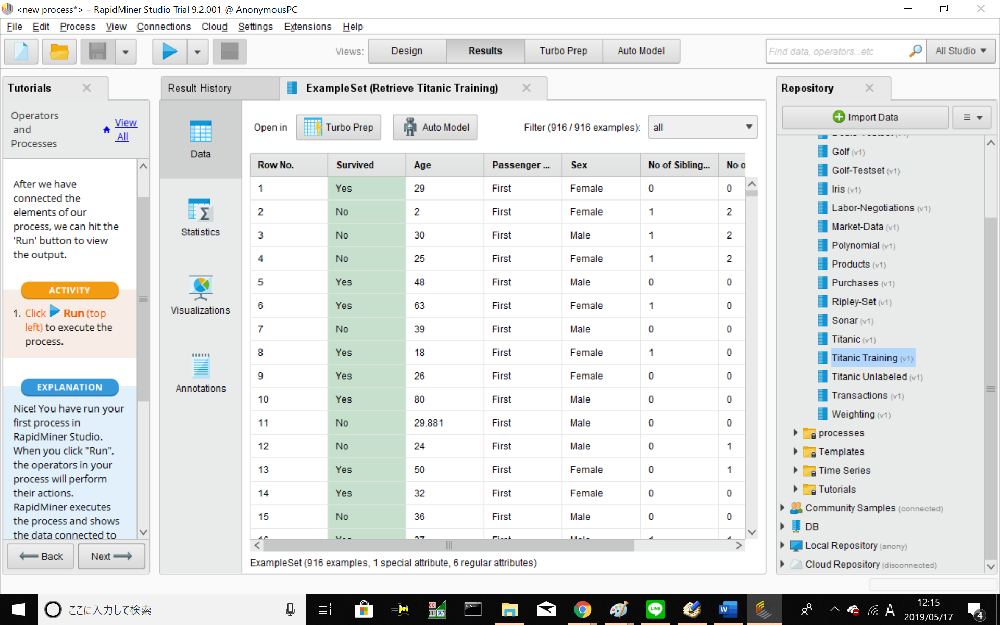 <new process*> – RapidMiner Studio Trial 9.2.001 @ AnonymousPC
File Edit Process View Connections Cloud Settings Extensions Help
Views: Design Results Turbo Prep Auto Model
Find data, operators...etc All Studio
Tutorials
Operators
and
Processes
View
All
After we have
connected the
elements of our
process, we can hit the
'Run' button to view
the output.
ACTIVITY
1. Click Run (top
left) to execute the
process.
EXPLANATION
Nice! You have run your
first process in
RapidMiner Studio.
When you click "Run",
the operators in your
process will perform
their actions.
RapidMiner executes
the process and shows
the data connected to
Back Next
Result History ExampleSet (Retrieve Titanic Training)
Data
Statistics
Visualizations
Annotations
Open in Turbo Prep Auto Model Filter (916 / 916 examples): all
Row No. Survived Age Passenger ... Sex No of Sibling... No o
1 Yes 29 First Female 0 0
2 No 2 First Female 1 2
3 No 30 First Male 1 2
4 No 25 First Female 1 2
5 Yes 48 First Male 0 0
6 Yes 63 First Female 1 0
7 No 39 First Male 0 0
8 Yes 18 First Female 1 0
9 Yes 26 First Female 0 0
10 Yes 80 First Male 0 0
11 No 29.881 First Male 0 0
12 No 24 First Male 0 1
13 Yes 50 First Female 0 1
14 Yes 32 First Female 0 0
15 No 36 First Male 0 0
ExampleSet (916 examples, 1 special attribute, 6 regular attributes)
Repository
Import Data
Golf (v1)
Golf-Testset (v1)
Iris (v1)
Labor-Negotiations (v1)
Market-Data (v1)
Polynomial (v1)
Products (v1)
Purchases (v1)
Ripley-Set (v1)
Sonar (v1)
Titanic (v1)
Titanic Training (v1)
Titanic Unlabeled (v1)
Transactions (v1)
Weighting (v1)
processes
Templates
Time Series
Tutorials
Community Samples (connected)
DB
Local Repository (anony)
Cloud Repository (disconnected)
ここに入力して検索
LINE
A
12:15
2019/05/17
4